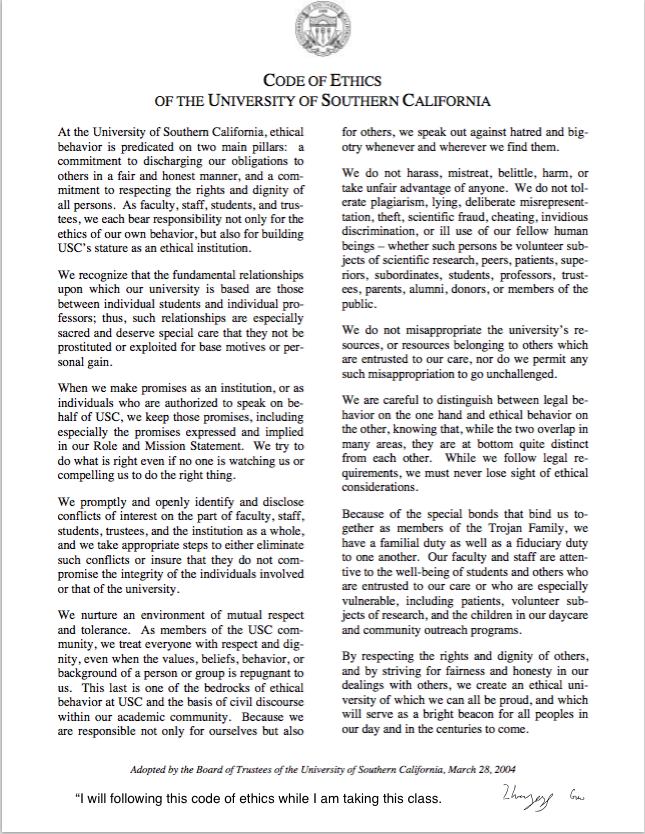 CODE OF ETHICS
OF THE UNIVERSITY OF SOUTHERN CALIFORNIA
At the University of Southern California, ethical
behavior is predicated on two main pillars: a
commitment to discharging our obligations to
others in a fair and honest manner, and a com-
mitment to respecting the rights and dignity of
all persons. As faculty, staff, students, and trus-
tees, we each bear responsibility not only for the
ethics of our own behavior, but also for building
USC's stature as an ethical institution.
We recognize that the fundamental relationships
upon which our university is based are those
between individual students and individual pro-
fessors; thus, such relationships are especially
sacred and deserve special care that they not be
prostituted or exploited for base motives or per-
sonal gain.
When we make promises as an institution, or as
individuals who are authorized to speak on be-
half of USC, we keep those promises, including
especially the promises expressed and implied
in our Role and Mission Statement. We try to
do what is right even if no one is watching us or
compelling us to do the right thing.
We promptly and openly identify and disclose
conflicts of interest on the part of faculty, staff,
students, trustees, and the institution as a whole,
and we take appropriate steps to either eliminate
such conflicts or insure that they do not com-
promise the integrity of the individuals involved
or that of the university.
We nurture an environment of mutual respect
and tolerance. As members of the USC com-
munity, we treat everyone with respect and dig-
nity, even when the values, beliefs, behavior, or
background of a person or group is repugnant to
us. This last is one of the bedrocks of ethical
behavior at USC and the basis of civil discourse
within our academic community. Because we
are responsible not only for ourselves but also
for others, we speak out against hatred and big-
otry whenever and wherever we find them.
We do not harass, mistreat, belittle, harm, or
take unfair advantage of anyone. We do not tol-
erate plagiarism, lying, deliberate misrepresent-
tation, theft, scientific fraud, cheating, invidious
discrimination, or ill use of our fellow human
beings – whether such persons be volunteer sub-
jects of scientific research, peers, patients, supe-
riors, subordinates, students, professors, trust-
ees, parents, alumni, donors, or members of the
public.
We do not misappropriate the university's re-
sources, or resources belonging to others which
are entrusted to our care, nor do we permit any
such misappropriation to go unchallenged.
We are careful to distinguish between legal be-
havior on the one hand and ethical behavior on
the other, knowing that, while the two overlap in
many areas, they are at bottom quite distinct
from each other. While we follow legal re-
quirements, we must never lose sight of ethical
considerations.
Because of the special bonds that bind us to-
gether as members of the Trojan Family, we
have a familial duty as well as a fiduciary duty
to one another. Our faculty and staff are atten-
tive to the well-being of students and others who
are entrusted to our care or who are especially
vulnerable, including patients, volunteer sub-
jects of research, and the children in our daycare
and community outreach programs.
By respecting the rights and dignity of others,
and by striving for fairness and honesty in our
dealings with others, we create an ethical uni-
versity of which we can all be proud, and which
will serve as a bright beacon for all peoples in
our day and in the centuries to come.
Adopted by the Board of Trustees of the University of Southern California, March 28, 2004
“I will following this code of ethics while I am taking this class.